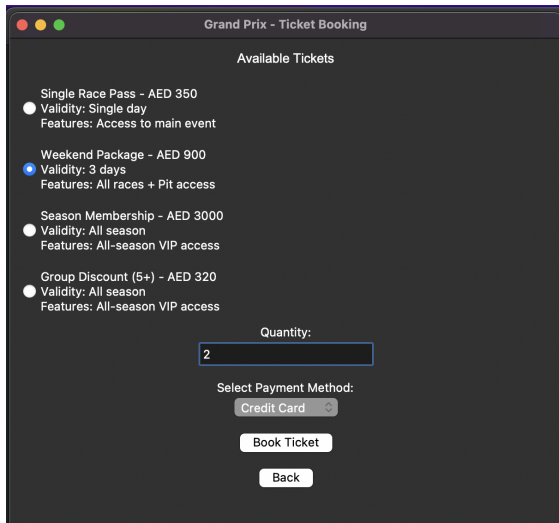 Grand Prix - Ticket Booking
Available Tickets
Single Race Pass - AED 350
Validity: Single day
Features: Access to main event
Weekend Package - AED 900
Validity: 3 days
Features: All races + Pit access
Season Membership - AED 3000
Validity: All season
Features: All-season VIP access
Group Discount (5+) - AED 320
Validity: All season
Features: All-season VIP access
Quantity:
2
Select Payment Method:
Credit Card
Book Ticket
Back